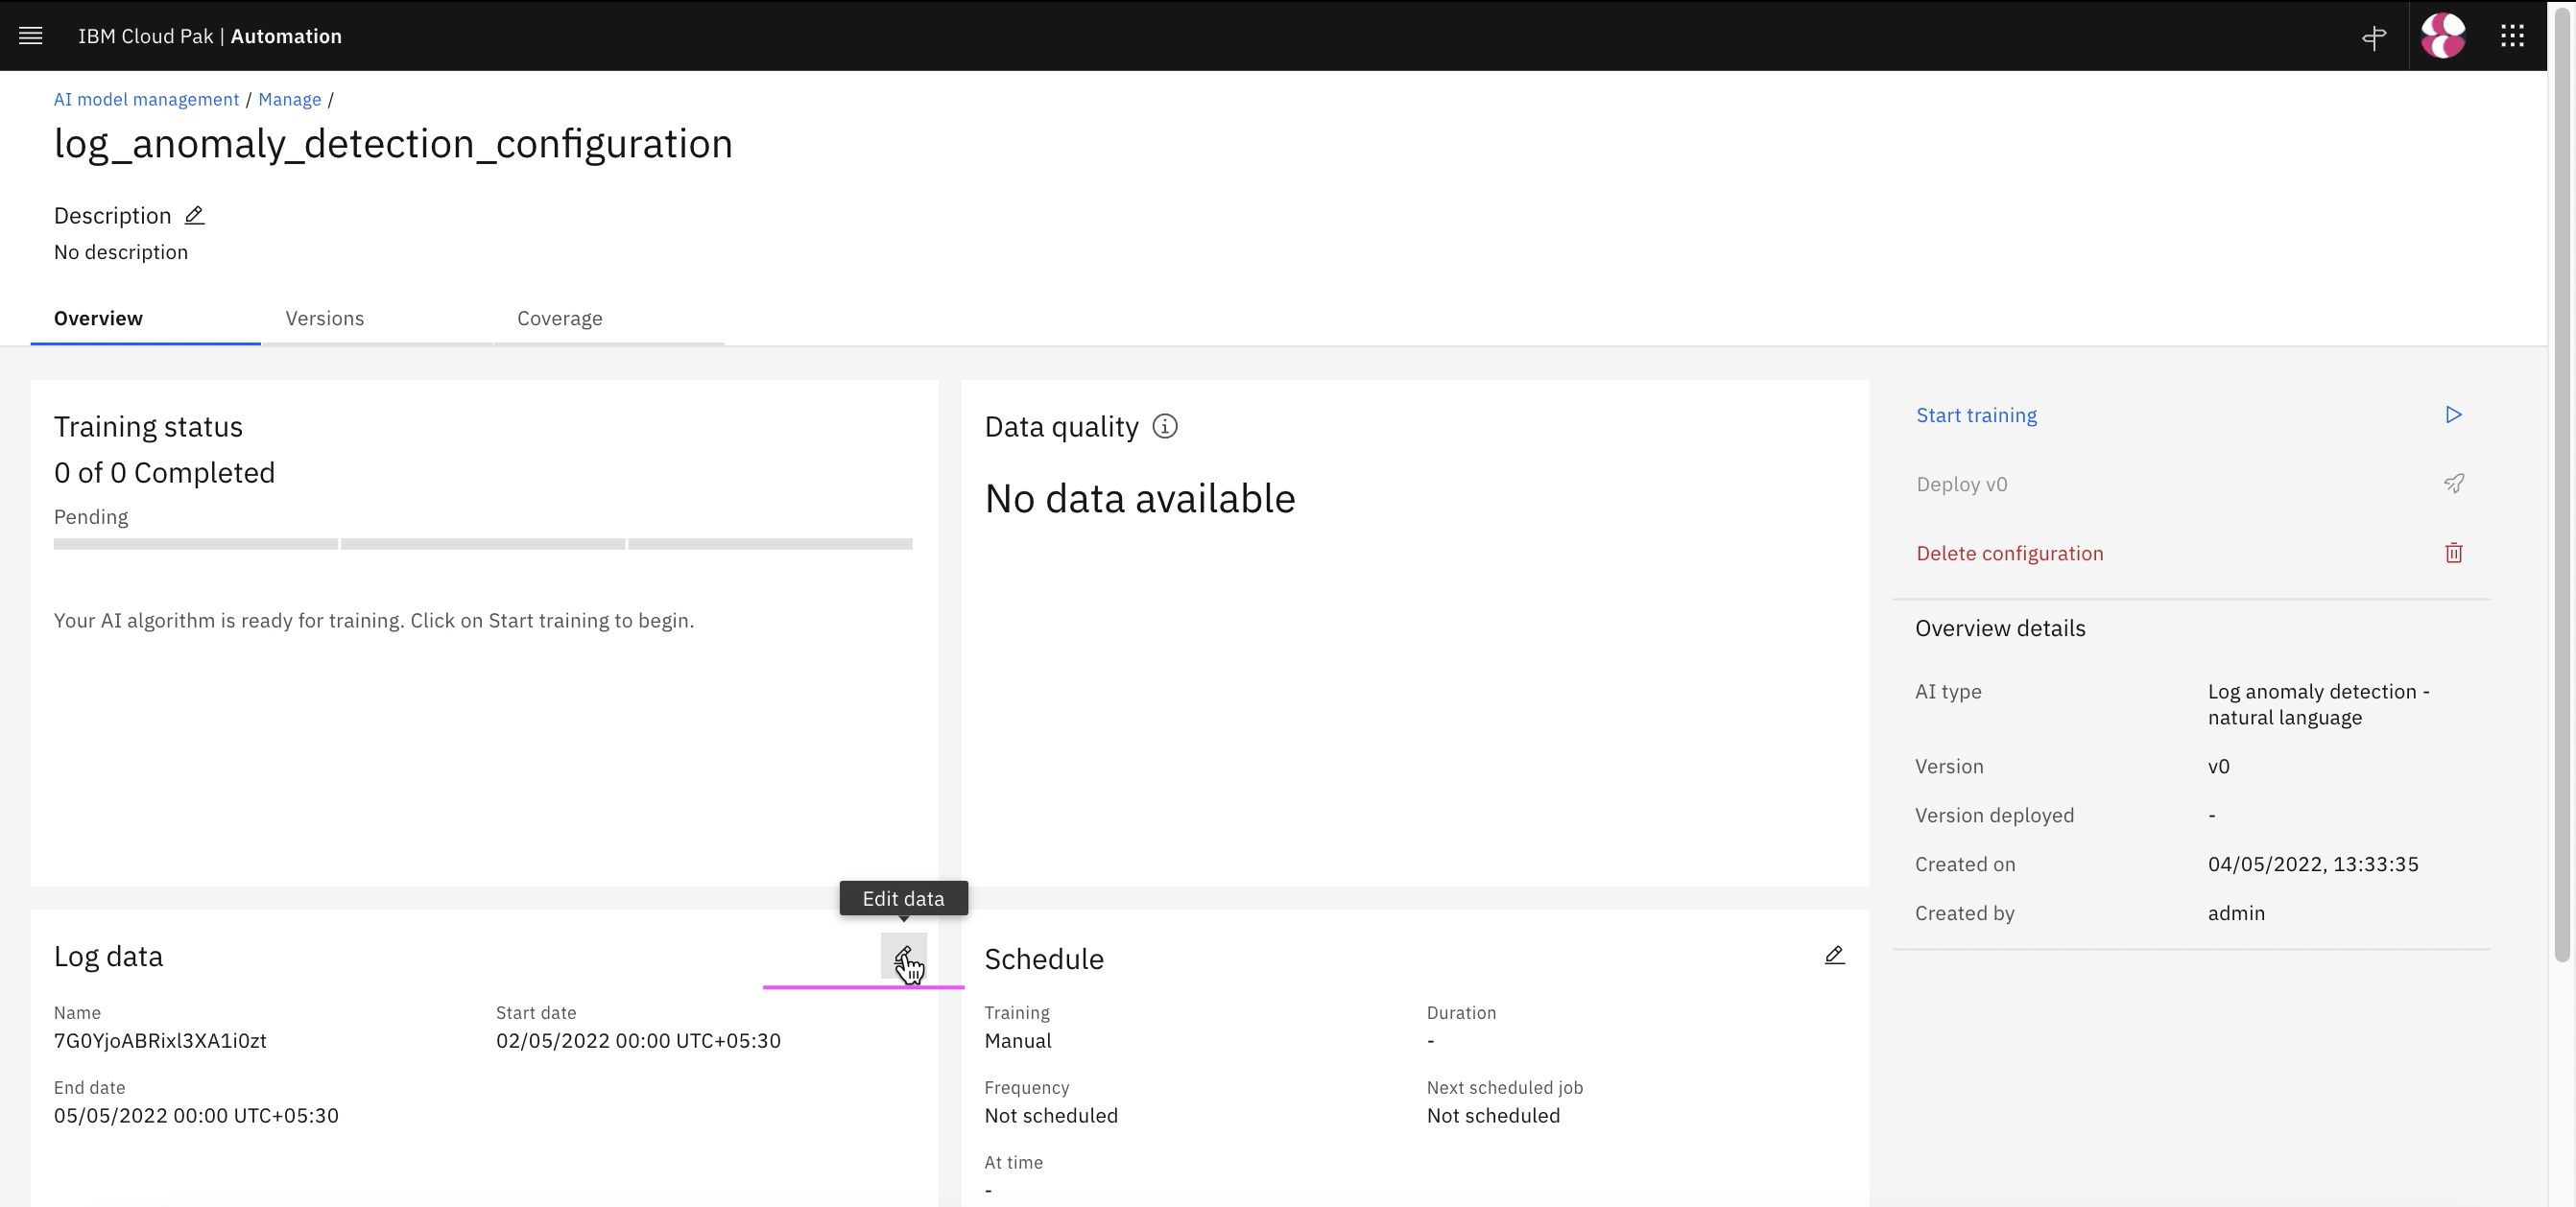 IBM Cloud Pak | Automation
AI model management / Manage /
log_anomaly_detection_configuration
Description
No description
Overview
Versions
Coverage
Training status
0 of 0 Completed
Pending
Your AI algorithm is ready for training. Click on Start training to begin.
Data quality
No data available
Start training
Deploy v0
Delete configuration
Overview details
AI type
Log anomaly detection -
natural language
Version
v0
Version deployed
-
Created on
04/05/2022, 13:33:35
Created by
admin
Edit data
Log data
Name
7G0YjoABRixl3XA1i0zt
Start date
02/05/2022 00:00 UTC+05:30
End date
05/05/2022 00:00 UTC+05:30
Schedule
Training
Manual
Duration
-
Frequency
Not scheduled
Next scheduled job
Not scheduled
At time
-